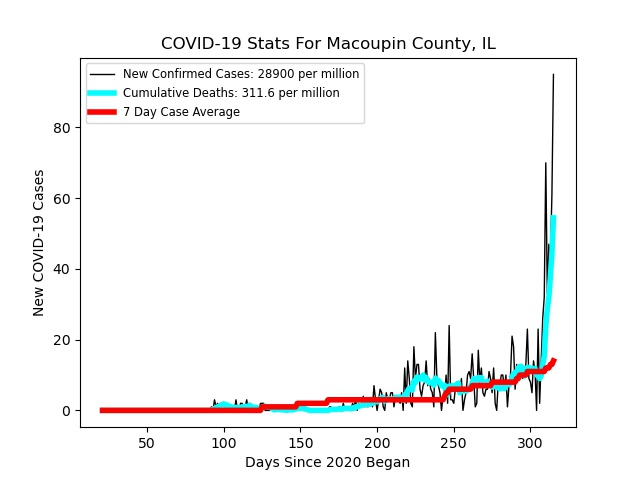 COVID-19 Stats For Macoupin County, IL
New Confirmed Cases: 28900 per million
Cumulative Deaths: 311.6 per million
7 Day Case Average
New COVID-19 Cases
80
60
40
20
0
50 100 150 200 250 300
Days Since 2020 Began